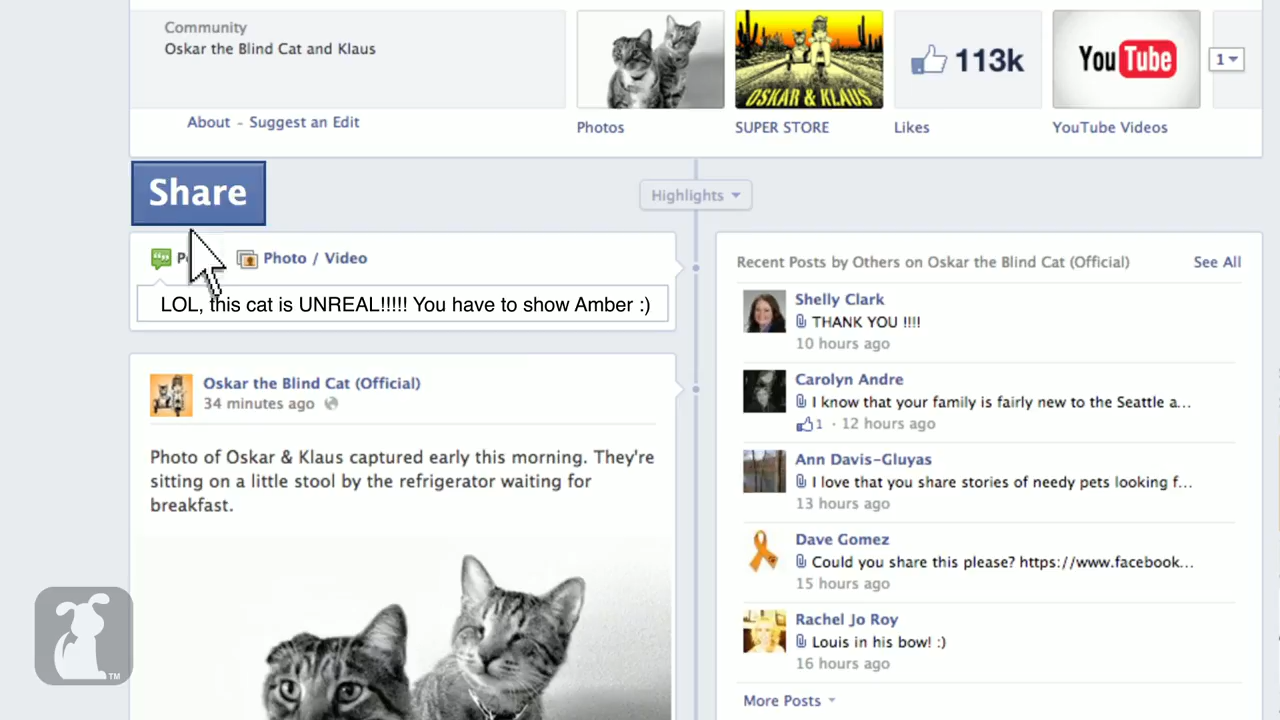 Community
Oskar the Blind Cat and Klaus
About - Suggest an Edit
Photos
OSKAR & KLAUS
SUPER STORE
113k
Likes
YouTube
YouTube Videos
1
Share
Highlights
Photo / Video
LOL, this cat is UNREAL!!!!! You have to show Amber :)
Oskar the Blind Cat (Official)
34 minutes ago
Photo of Oskar & Klaus captured early this morning. They're
sitting on a little stool by the refrigerator waiting for
breakfast.
Recent Posts by Others on Oskar the Blind Cat (Official)
See All
Shelly Clark
THANK YOU !!!!
10 hours ago
Carolyn Andre
I know that your family is fairly new to the Seattle a...
1 · 12 hours ago
Ann Davis-Gluyas
I love that you share stories of needy pets looking f...
13 hours ago
Dave Gomez
Could you share this please? https://www.facebook...
15 hours ago
Rachel Jo Roy
Louis in his bow! :)
16 hours ago
More Posts
TM